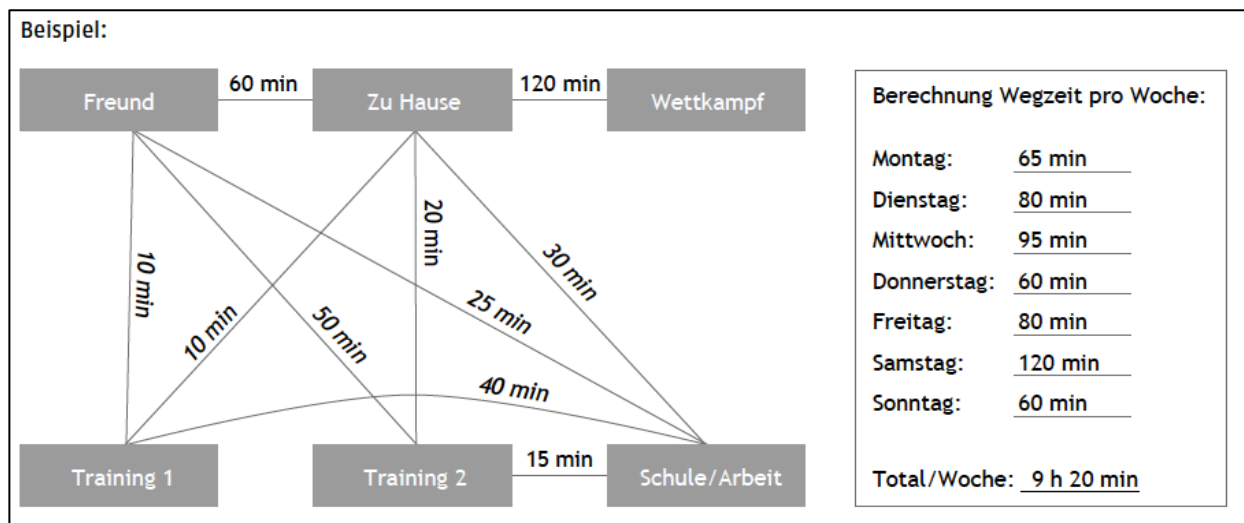 Beispiel:
Freund
60 min
Zu Hause
120 min
Wettkampf
10 min
10 min
50 min
20 min
25 min
30 min
40 min
Training 1
Training 2
15 min
Schule/Arbeit
Berechnung Wegzeit pro Woche:
Montag: 65 min
Dienstag: 80 min
Mittwoch: 95 min
Donnerstag: 60 min
Freitag: 80 min
Samstag: 120 min
Sonntag: 60 min
Total/Woche: 9 h 20 min